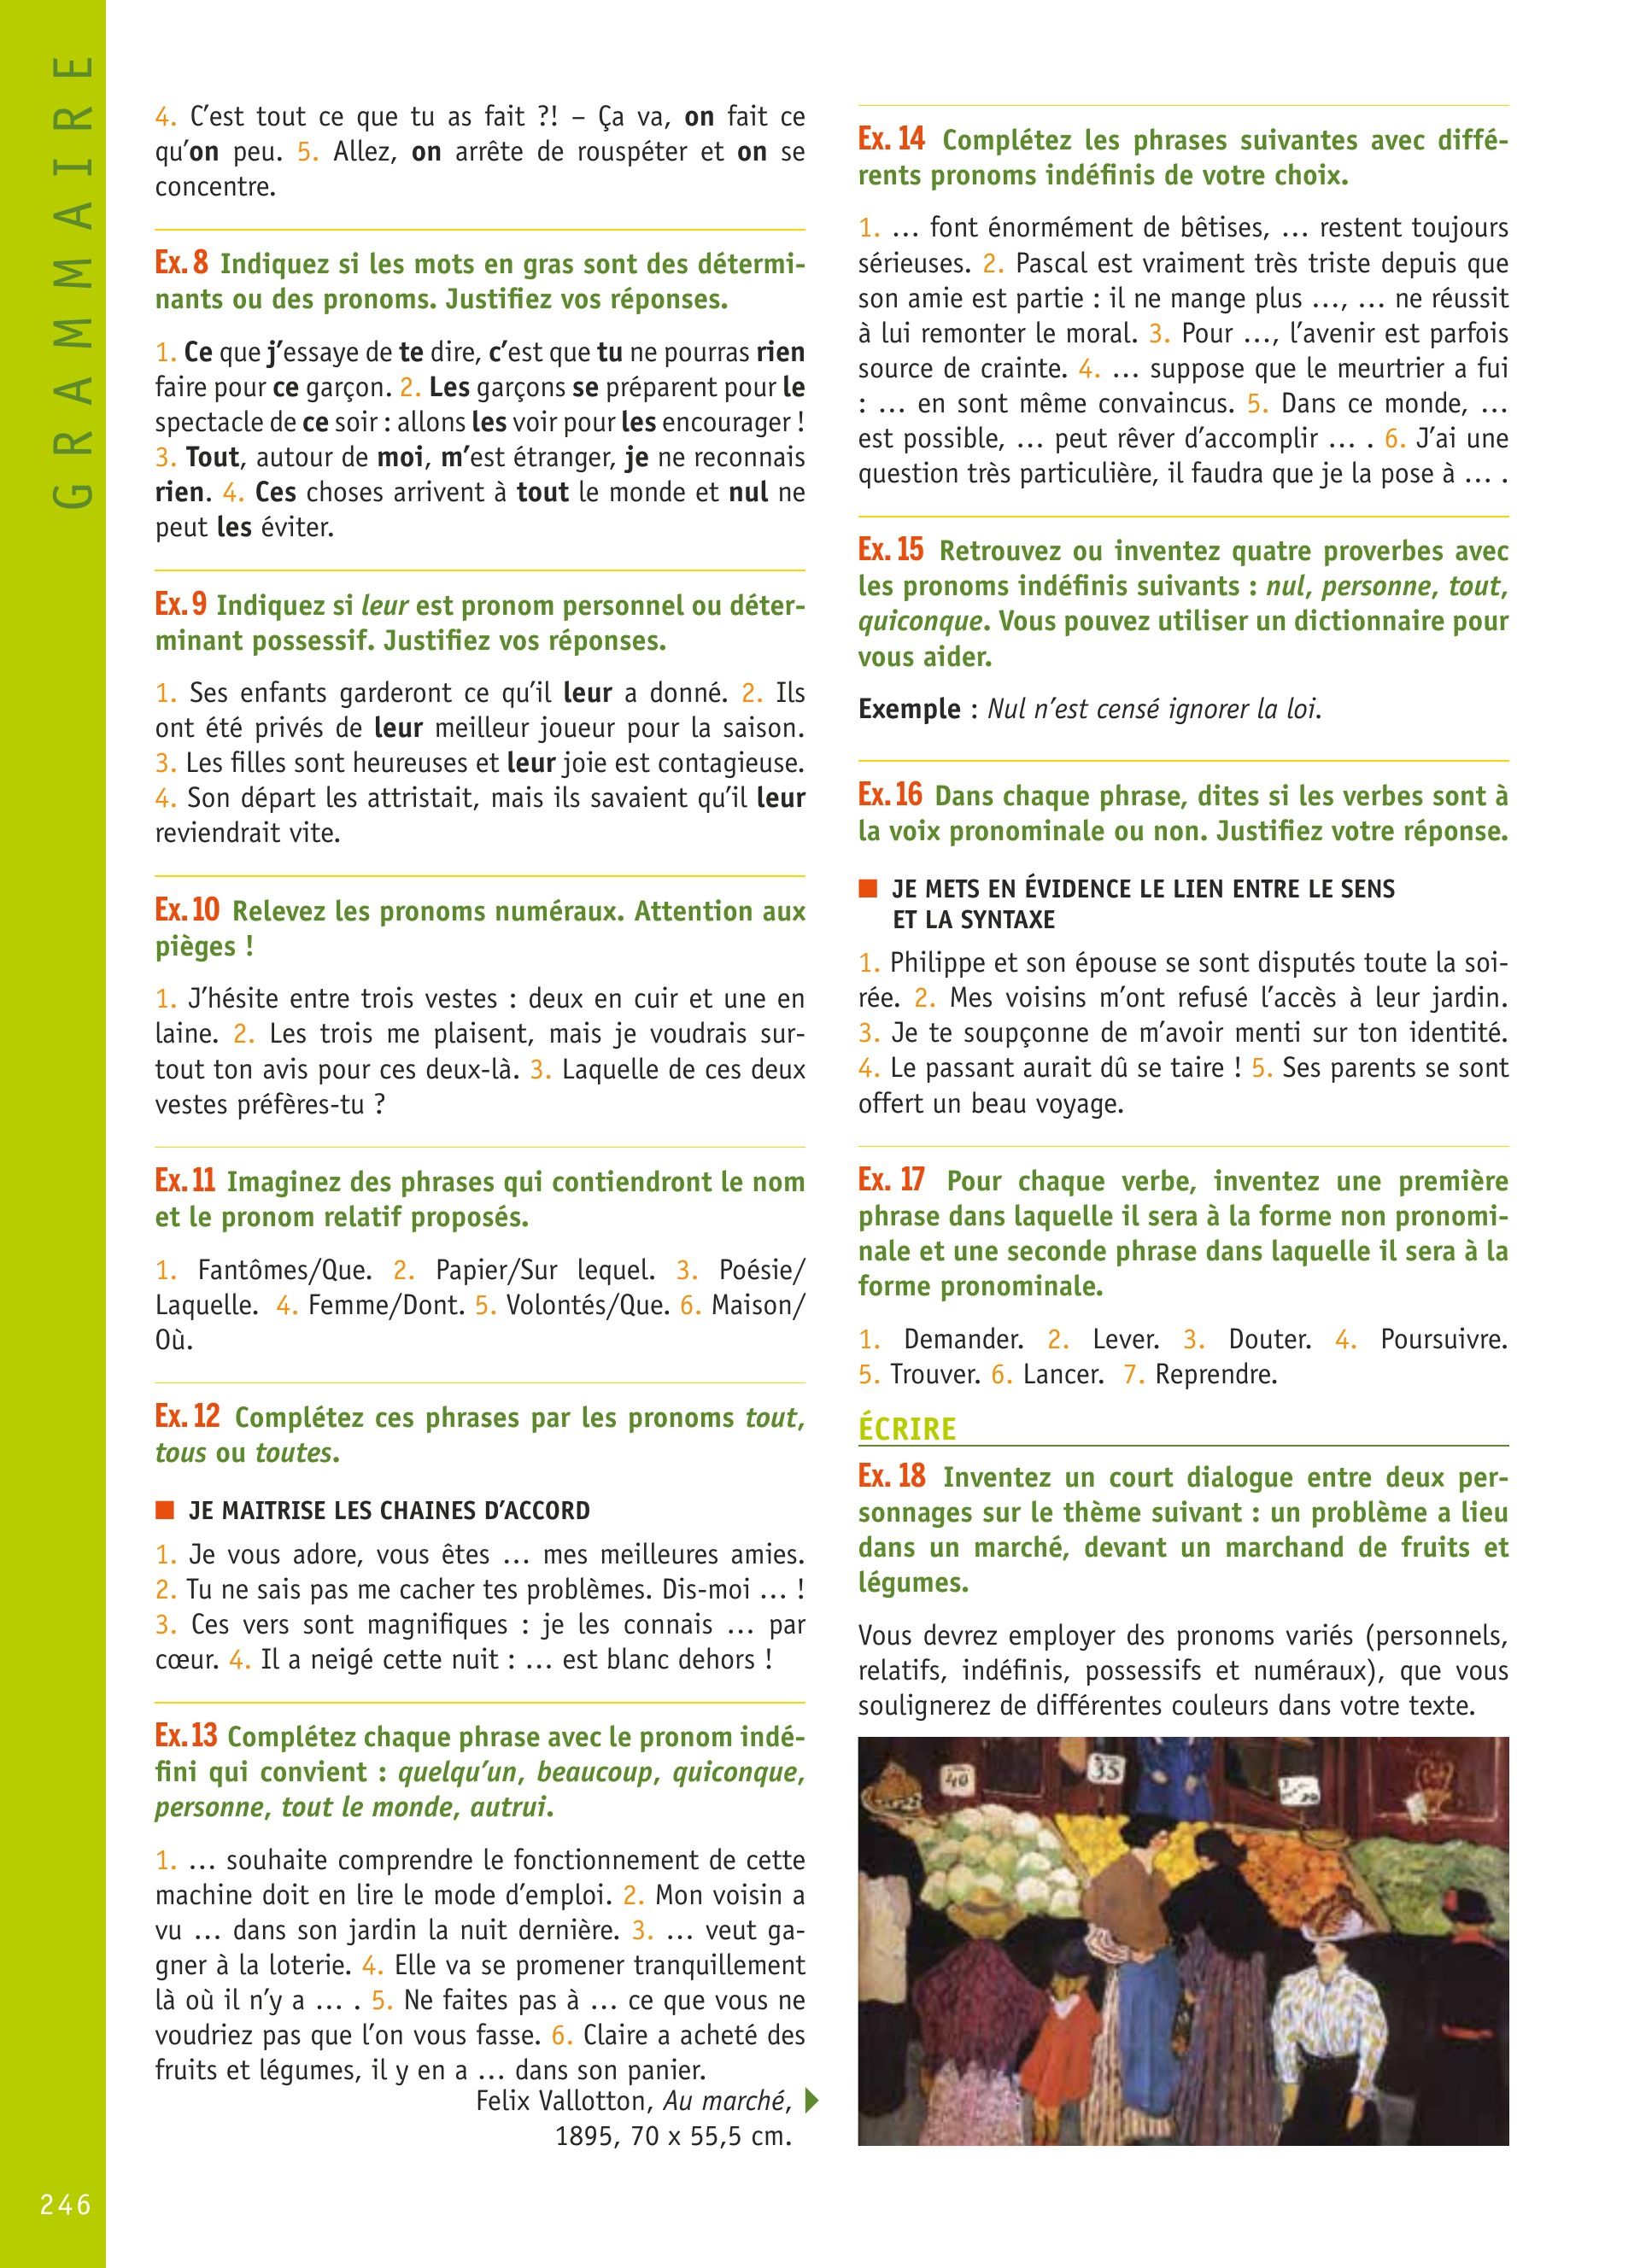 GRAMMAIRE
4. C'est tout ce que tu as fait ?! – Ça va, on fait ce
qu'on peu. 5. Allez, on arrête de rouspéter et on se
concentre.
Ex. 8 Indiquez si les mots en gras sont des détermi-
nants ou des pronoms. Justifiez vos réponses.
1. Ce que j'essaye de te dire, c'est que tu ne pourras rien
faire pour ce garçon. 2. Les garçons se préparent pour le
spectacle de ce soir : allons les voir pour les encourager !
3. Tout, autour de moi, m'est étranger, je ne reconnais
rien. 4. Ces choses arrivent à tout le monde et nul ne
peut les éviter.
Ex. 9 Indiquez si leur est pronom personnel ou déter-
minant possessif. Justifiez vos réponses.
1. Ses enfants garderont ce qu'il leur a donné. 2. Ils
ont été privés de leur meilleur joueur pour la saison.
3. Les filles sont heureuses et leur joie est contagieuse.
4. Son départ les attristait, mais ils savaient qu'il leur
reviendrait vite.
Ex. 10 Relevez les pronoms numéraux. Attention aux
pièges !
1. J'hésite entre trois vestes : deux en cuir et une en
laine. 2. Les trois me plaisent, mais je voudrais sur-
tout ton avis pour ces deux-là. 3. Laquelle de ces deux
vestes préfères-tu ?
Ex. 11 Imaginez des phrases qui contiendront le nom
et le pronom relatif proposés.
1. Fantômes/Que. 2. Papier/Sur lequel. 3. Poésie/
Laquelle. 4. Femme/Dont. 5. Volontés/Que. 6. Maison/
Où.
Ex. 12 Complétez ces phrases par les pronoms tout,
tous ou toutes.
■ JE MAITRISE LES CHAINES D'ACCORD
1. Je vous adore, vous êtes … mes meilleures amies.
2. Tu ne sais pas me cacher tes problèmes. Dis-moi … !
3. Ces vers sont magnifiques : je les connais … par
cœur. 4. Il a neigé cette nuit : … est blanc dehors !
Ex. 13 Complétez chaque phrase avec le pronom indé-
fini qui convient : quelqu'un, beaucoup, quiconque,
personne, tout le monde, autrui.
1. … souhaite comprendre le fonctionnement de cette
machine doit en lire le mode d'emploi. 2. Mon voisin a
vu … dans son jardin la nuit dernière. 3. … veut ga-
gner à la loterie. 4. Elle va se promener tranquillement
là où il n'y a … . 5. Ne faites pas à … ce que vous ne
voudriez pas que l'on vous fasse. 6. Claire a acheté des
fruits et légumes, il y en a … dans son panier.
Felix Vallotton, Au marché,
1895, 70 x 55,5 cm.
Ex. 14 Complétez les phrases suivantes avec diffé-
rents pronoms indéfinis de votre choix.
1. … font énormément de bêtises, … restent toujours
sérieuses. 2. Pascal est vraiment très triste depuis que
son amie est partie : il ne mange plus …, … ne réussit
à lui remonter le moral. 3. Pour …, l'avenir est parfois
source de crainte. 4. … suppose que le meurtrier a fui
: … en sont même convaincus. 5. Dans ce monde, …
est possible, … peut rêver d'accomplir … . 6. J'ai une
question très particulière, il faudra que je la pose à … .
Ex. 15 Retrouvez ou inventez quatre proverbes avec
les pronoms indéfinis suivants : nul, personne, tout,
quiconque. Vous pouvez utiliser un dictionnaire pour
vous aider.
Exemple : Nul n'est censé ignorer la loi.
Ex. 16 Dans chaque phrase, dites si les verbes sont à
la voix pronominale ou non. Justifiez votre réponse.
■ JE METS EN ÉVIDENCE LE LIEN ENTRE LE SENS
ET LA SYNTAXE
1. Philippe et son épouse se sont disputés toute la soi-
rée. 2. Mes voisins m'ont refusé l'accès à leur jardin.
3. Je te soupçonne de m'avoir menti sur ton identité.
4. Le passant aurait dû se taire ! 5. Ses parents se sont
offert un beau voyage.
Ex. 17 Pour chaque verbe, inventez une première
phrase dans laquelle il sera à la forme non pronomi-
nale et une seconde phrase dans laquelle il sera à la
forme pronominale.
1. Demander. 2. Lever. 3. Douter. 4. Poursuivre.
5. Trouver. 6. Lancer. 7. Reprendre.
ÉCRIRE
Ex. 18 Inventez un court dialogue entre deux per-
sonnages sur le thème suivant : un problème a lieu
dans un marché, devant un marchand de fruits et
légumes.
Vous devrez employer des pronoms variés (personnels,
relatifs, indéfinis, possessifs et numéraux), que vous
soulignerez de différentes couleurs dans votre texte.
40
35
246